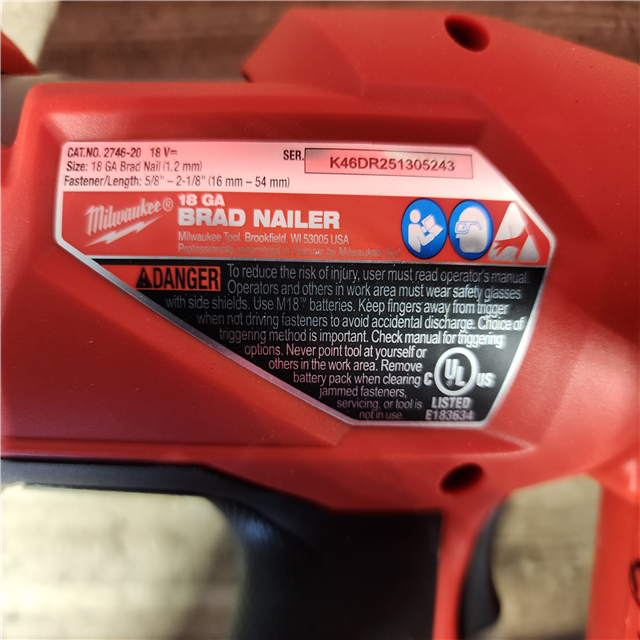 CAT.NO. 2746-20 18 V⎓
SER. K46DR251305243
Size: 18 GA Brad Nail (1.2 mm)
Fastener/Length: 5/8" – 2-1/8" (16 mm – 54 mm)
Milwaukee®
18 GA
BRAD NAILER
Milwaukee Tool, Brookfield, WI 53005 USA
Professionally by Milwaukee
DANGER To reduce the risk of injury, user must read operator's manual.
Operators and others in work area must wear safety glasses
with side shields. Use M18™ batteries. Keep fingers away from trigger
when not driving fasteners to avoid accidental discharge. Choice of
triggering method is important. Check manual for triggering
options. Never point tool at yourself or
others in the work area. Remove
battery pack when clearing
jammed fasteners,
servicing, or tool is
not in use.
C UL US
LISTED
E183634